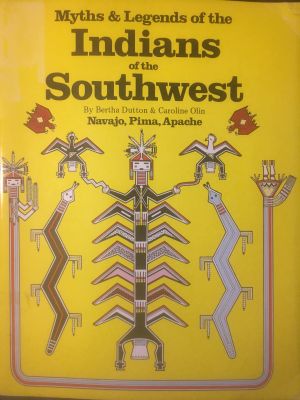 Myths & Legends of the
Indians
of the
Southwest
By Bertha Dutton & Caroline Olin
Navajo, Pima, Apache